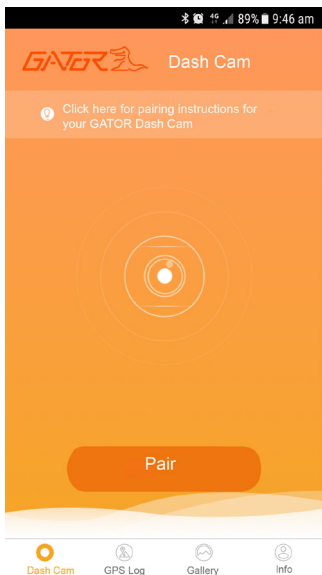 4G 89% 9:46 am
GATOR Dash Cam
Click here for pairing instructions for
your GATOR Dash Cam
Pair
Dash Cam GPS Log Gallery Info